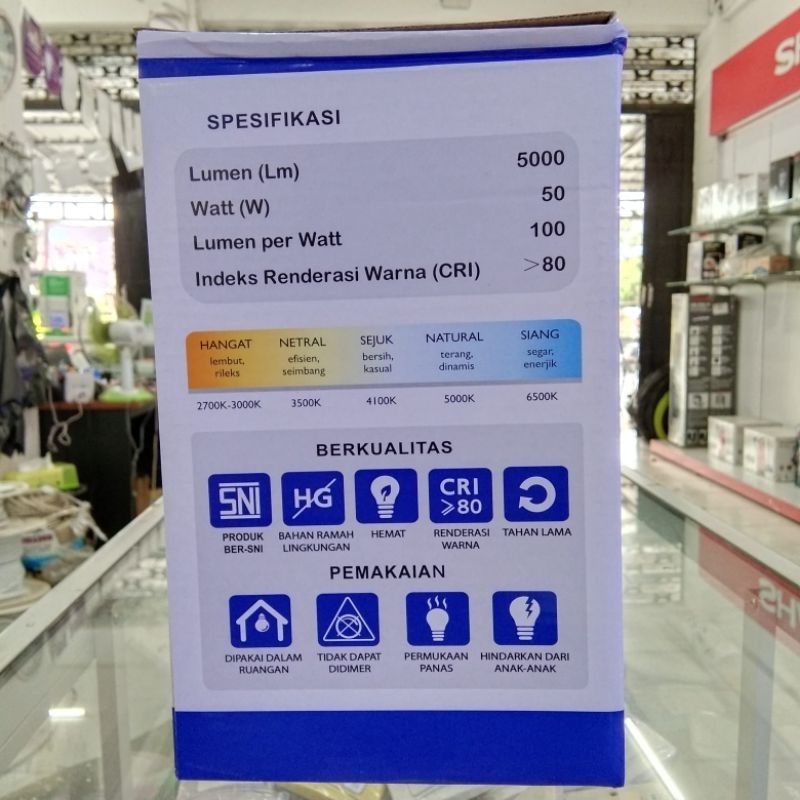 SPESIFIKASI
Lumen (Lm) 5000
Watt (W) 50
Lumen per Watt 100
Indeks Renderasi Warna (CRI) >80
HANGAT NETRAL SEJUK NATURAL SIANG
lembut, efisien, bersih, terang, segar,
rileks seimbang kasual dinamis enerjik
2700K-3000K 3500K 4100K 5000K 6500K
BERKUALITAS
SNI HG CRI
≥80
PRODUK BAHAN RAMAH HEMAT RENDERASI TAHAN LAMA
BER-SNI LINGKUNGAN WARNA
PEMAKAIAN
DIPAKAI DALAM TIDAK DAPAT PERMUKAAN HINDARKAN DARI
RUANGAN DIDIMER PANAS ANAK-ANAK